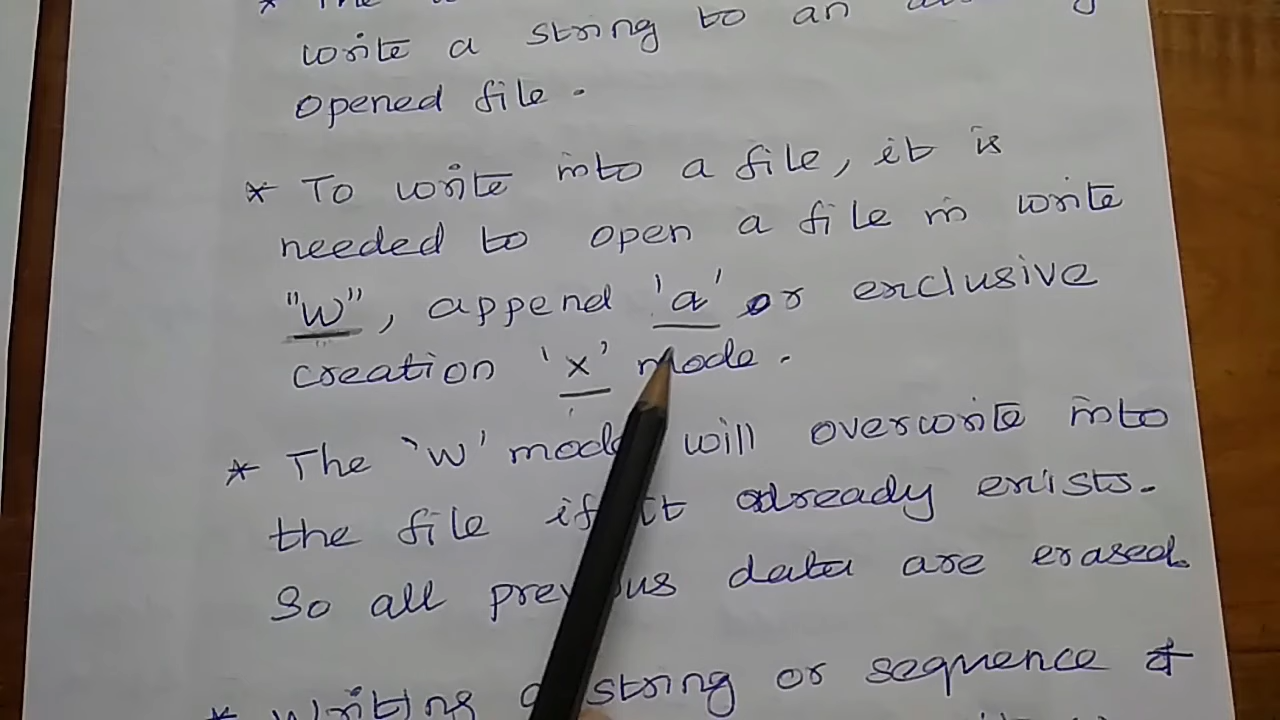 * The
write a string to an
opened file.
* To write into a file, it is
needed to open a file in write
"w", append 'a' or exclusive
creation 'x' mode.
* The 'w' mode will overwrite into
the file if it already exists.
So all previous data are erased.
* Writing a string or sequence of